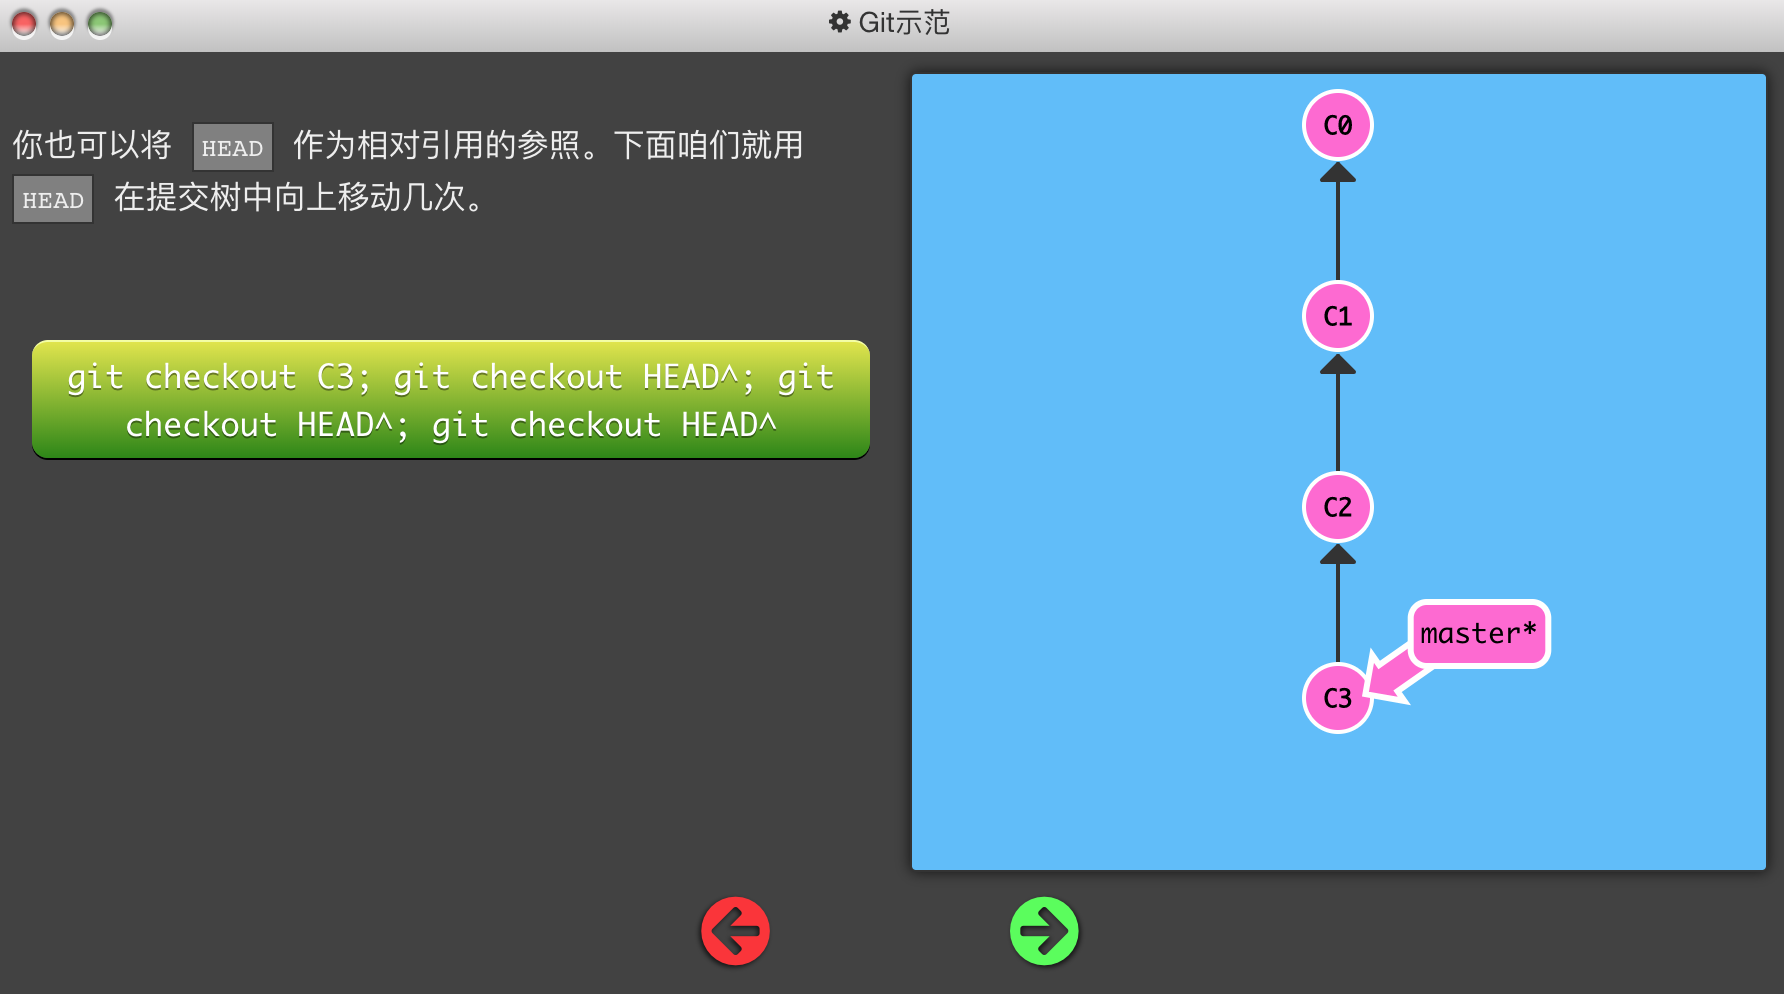 Git示范
你也可以将 HEAD 作为相对引用的参照。下面咱们就用
HEAD 在提交树中向上移动几次。
git checkout C3; git checkout HEAD^; git
checkout HEAD^; git checkout HEAD^
C0
C1
C2
master*
C3